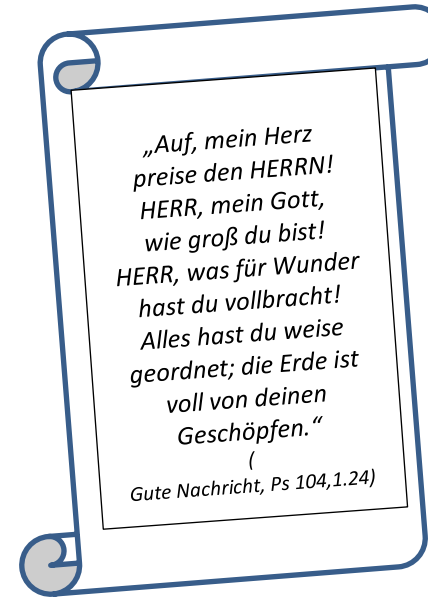 „Auf, mein Herz
preise den HERRN!
HERR, mein Gott,
wie groß du bist!
HERR, was für Wunder
hast du vollbracht!
Alles hast du weise
geordnet; die Erde ist
voll von deinen
Geschöpfen.“
(
Gute Nachricht, Ps 104,1.24)